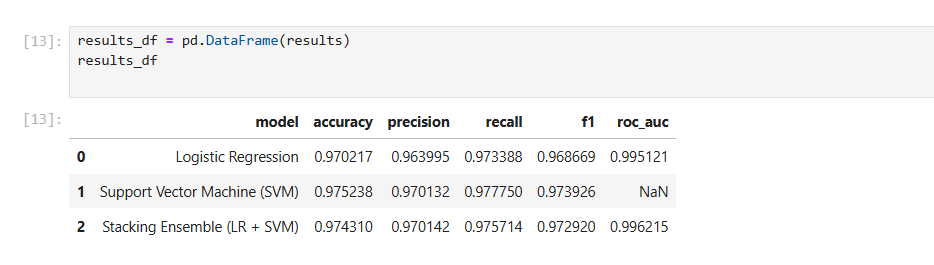 [13]: results_df = pd.DataFrame(results)
results_df
[13]:
model accuracy precision recall f1 roc_auc
0 Logistic Regression 0.970217 0.963995 0.973388 0.968669 0.995121
1 Support Vector Machine (SVM) 0.975238 0.970132 0.977750 0.973926 NaN
2 Stacking Ensemble (LR + SVM) 0.974310 0.970142 0.975714 0.972920 0.996215